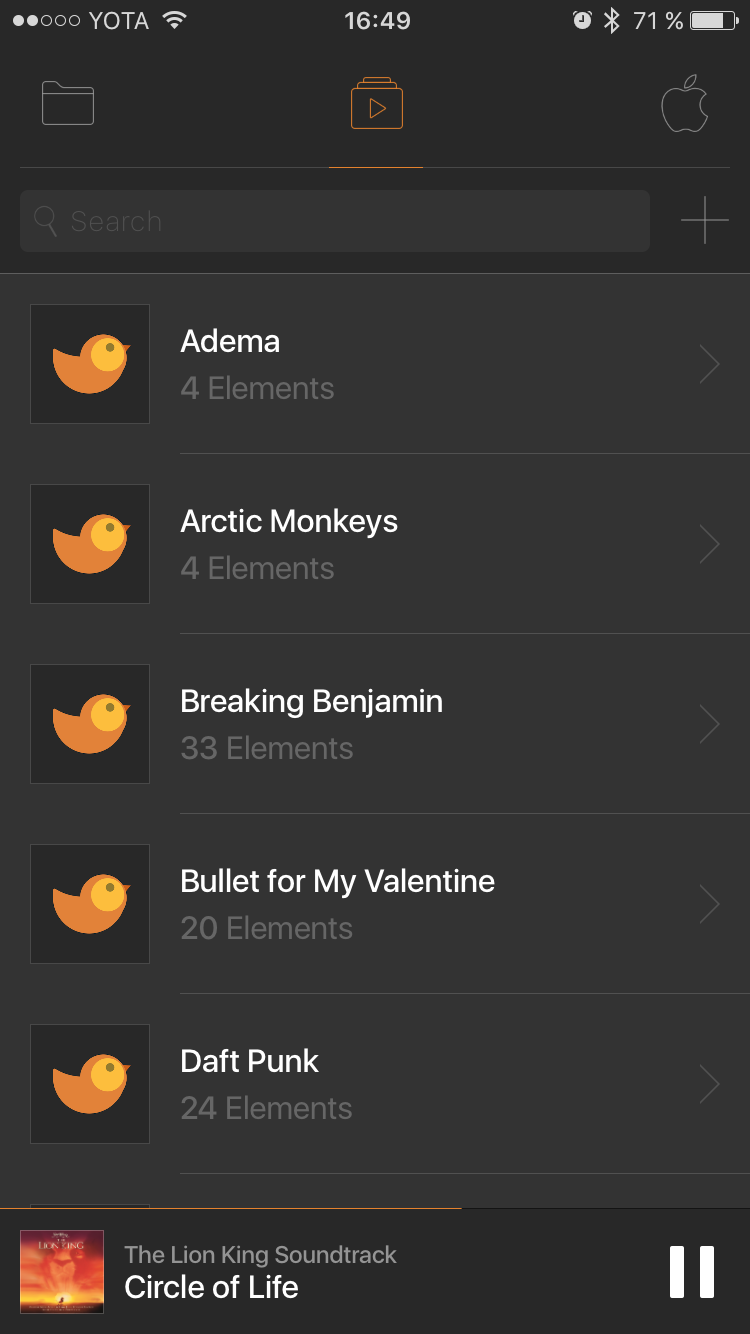 YOTA 16:49 71 %
Search
Adema
4 Elements
Arctic Monkeys
4 Elements
Breaking Benjamin
33 Elements
Bullet for My Valentine
20 Elements
Daft Punk
24 Elements
THE
LION KING
The Lion King Soundtrack
Circle of Life